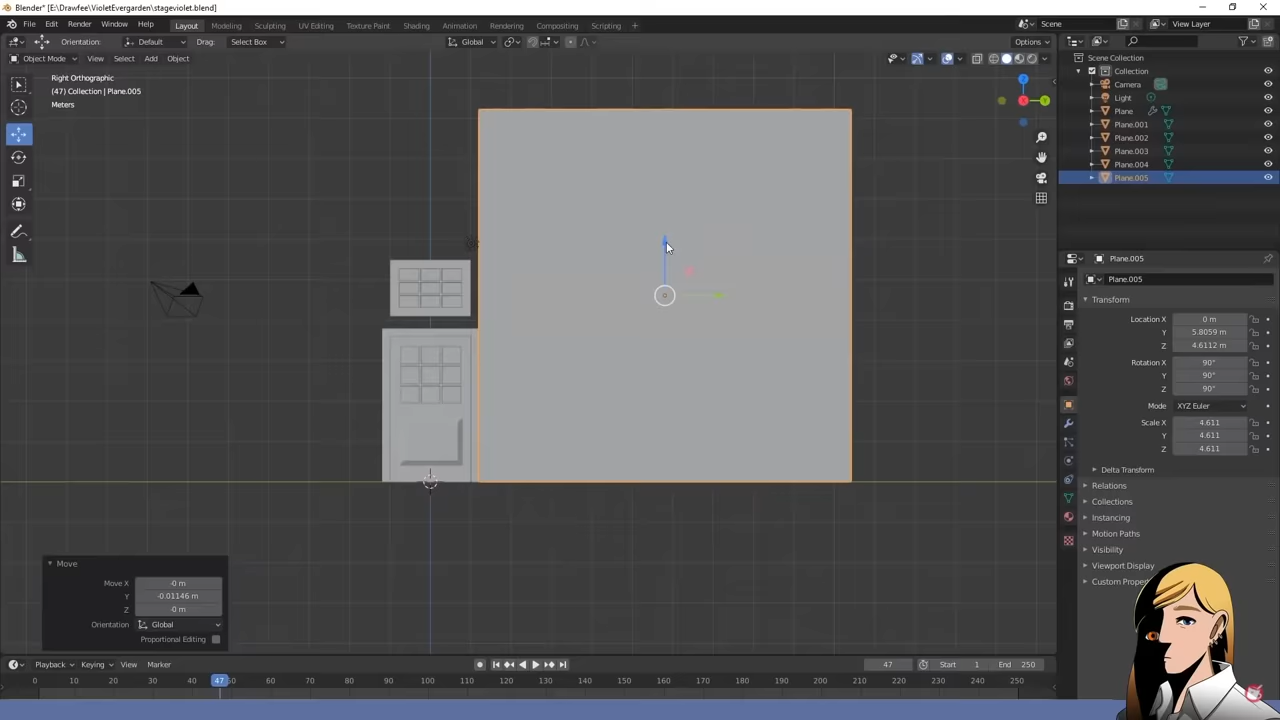 Blender* [E:\Drawfee\VioletEvergarden\stageviolet.blend]
File Edit Render Window Help Layout Modeling Sculpting UV Editing Texture Paint Shading Animation Rendering Compositing Scripting + Scene View Layer
Orientation: Default Drag: Select Box Global Options
Object Mode View Select Add Object
Right Orthographic
(47) Collection | Plane.005
Meters
Z
X
Y
Scene Collection
Collection
Camera
Light
Plane
Plane.001
Plane.002
Plane.003
Plane.004
Plane.005
Plane.005
Plane.005
Transform
Location X 0 m
Y 5.8059 m
Z 4.6112 m
Rotation X 90°
Y 90°
Z 90°
Mode XYZ Euler
Scale X 4.611
Y 4.611
Z 4.611
Delta Transform
Relations
Collections
Instancing
Motion Paths
Visibility
Viewport Display
Custom Prope
Move
Move X -0 m
Y -0.01146 m
Z -0 m
Orientation Global
Proportional Editing
Playback Keying View Marker 47 Start 1 End 250
0 10 20 30 40 47 50 60 70 80 90 100 110 120 130 140 150 160 170 180 190 200 210 220 230 240 250